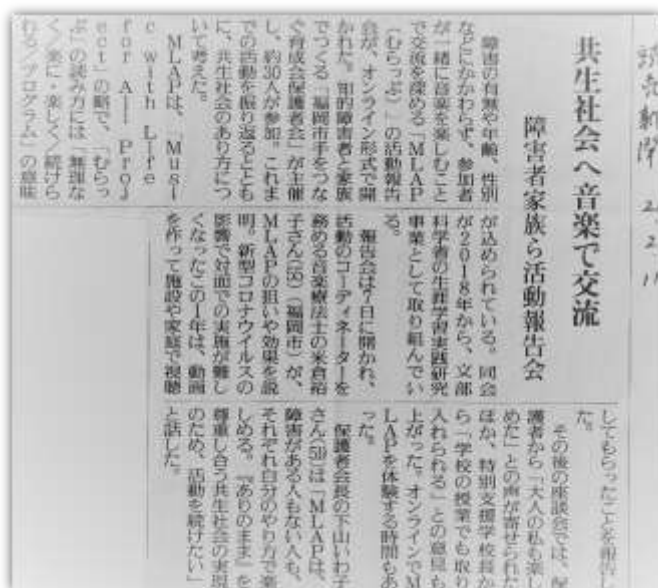 読売新聞 2. 2. 11
共生社会へ音楽で交流
障害者家族ら活動報告会
障害の有無や年齢、性別
などにかかわらず、参加者
が一緒に音楽を楽しむこと
で交流を深める「MLAP
(むらっぷ)」の活動報告
会が、オンライン形式で開
かれた。知的障害者と家族
でつくる「福岡市手をつな
ぐ育成会保護者会」が主催
し、約30人が参加。これま
での活動を振り返るととも
に、共生社会のあり方につ
いて考えた。
MLAPは、「Musi
c with Life
for All Proj
ect」の略で、「むらっ
ぷ」の読み方には「無理な
く/楽に・楽しく/続けら
れる/プログラム」の意味
が込められている。同会
が2018年から、文部
科学省の生涯学習実践研究
事業として取り組んでい
る。
報告会は7日に開かれ、
活動のコーディネーターを
務める音楽療法士の米倉裕
子さん(55)(福岡市)が、
MLAPの狙いや効果を説
明。新型コロナウイルスの
影響で対面での実施が難し
くなったこの1年は、動画
を作って施設や家庭で視聴
してもらったことを報告し
た。
その後の座談会では、保
護者から「大人の私も楽し
めた」との声が寄せられた
ほか、特別支援学校長か
ら「学校の授業でも取り
入れられる」との意見も
上がった。オンラインでM
LAPを体験する時間もあ
った。
保護者会長の下山いわ子
さん(59)は「MLAPは、
障害がある人もない人も、
それぞれ自分のやり方で楽
しめる。『ありのまま』を
尊重し合う共生社会の実現
のため、活動を続けたい」
と話した。